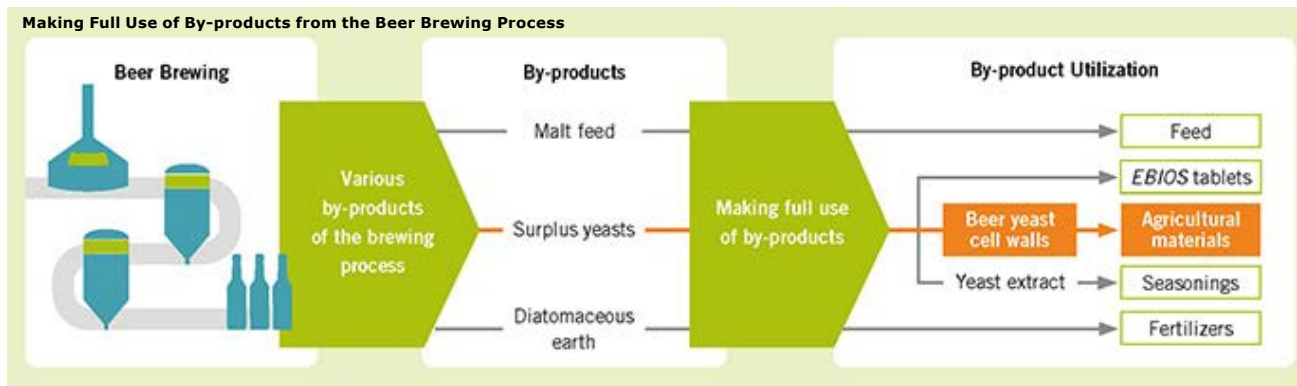 Making Full Use of By-products from the Beer Brewing Process
Beer Brewing
By-products
By-product Utilization
Various
by-products
of the brewing
process
Malt feed
Surplus yeasts
Diatomaceous
earth
Making full use
of by-products
Feed
EBIOS tablets
Beer yeast
cell walls
Agricultural
materials
Yeast extract
Seasonings
Fertilizers